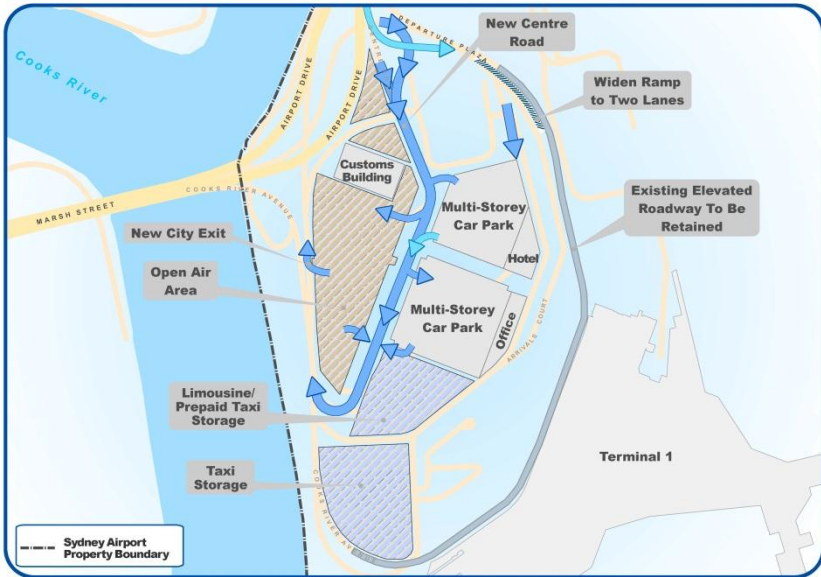 Cooks River
AIRPORT DRIVE
AIRPORT DRIVE
DEPARTURE PLAZA
New Centre
Road
Widen Ramp
to Two Lanes
Customs
Building
COOKS RIVER AVENUE
MARSH STREET
Multi-Storey
Car Park
Existing Elevated
Roadway To Be
Retained
New City Exit
Open Air
Area
Hotel
Multi-Storey
Car Park
Office
ARRIVALS COURT
Limousine/
Prepaid Taxi
Storage
Taxi
Storage
Terminal 1
Sydney Airport
Property Boundary